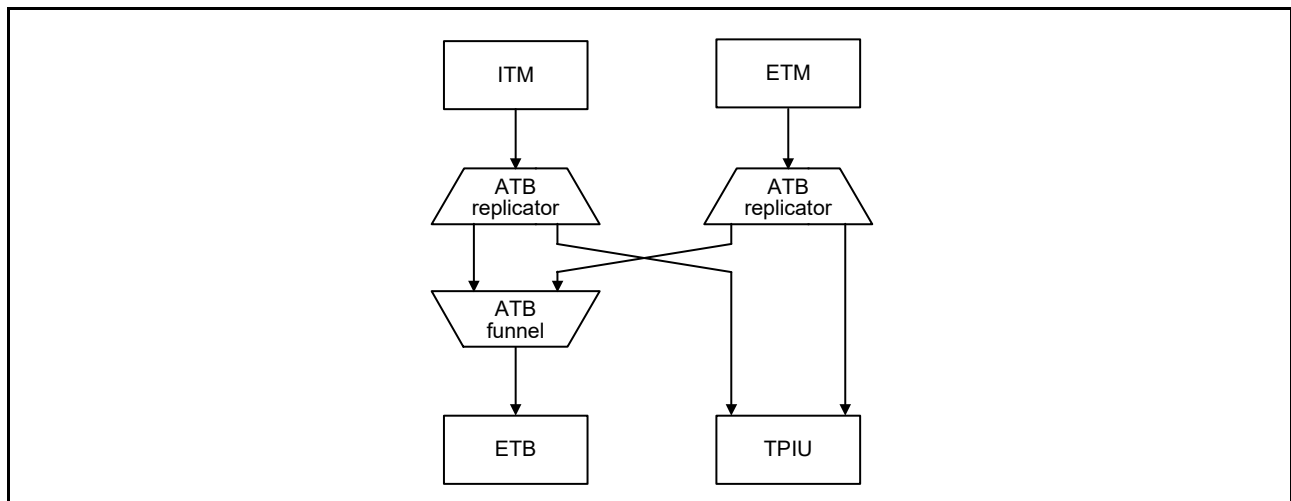 ITM
ETM
ATB
replicator
ATB
replicator
ATB
funnel
ETB
TPIU